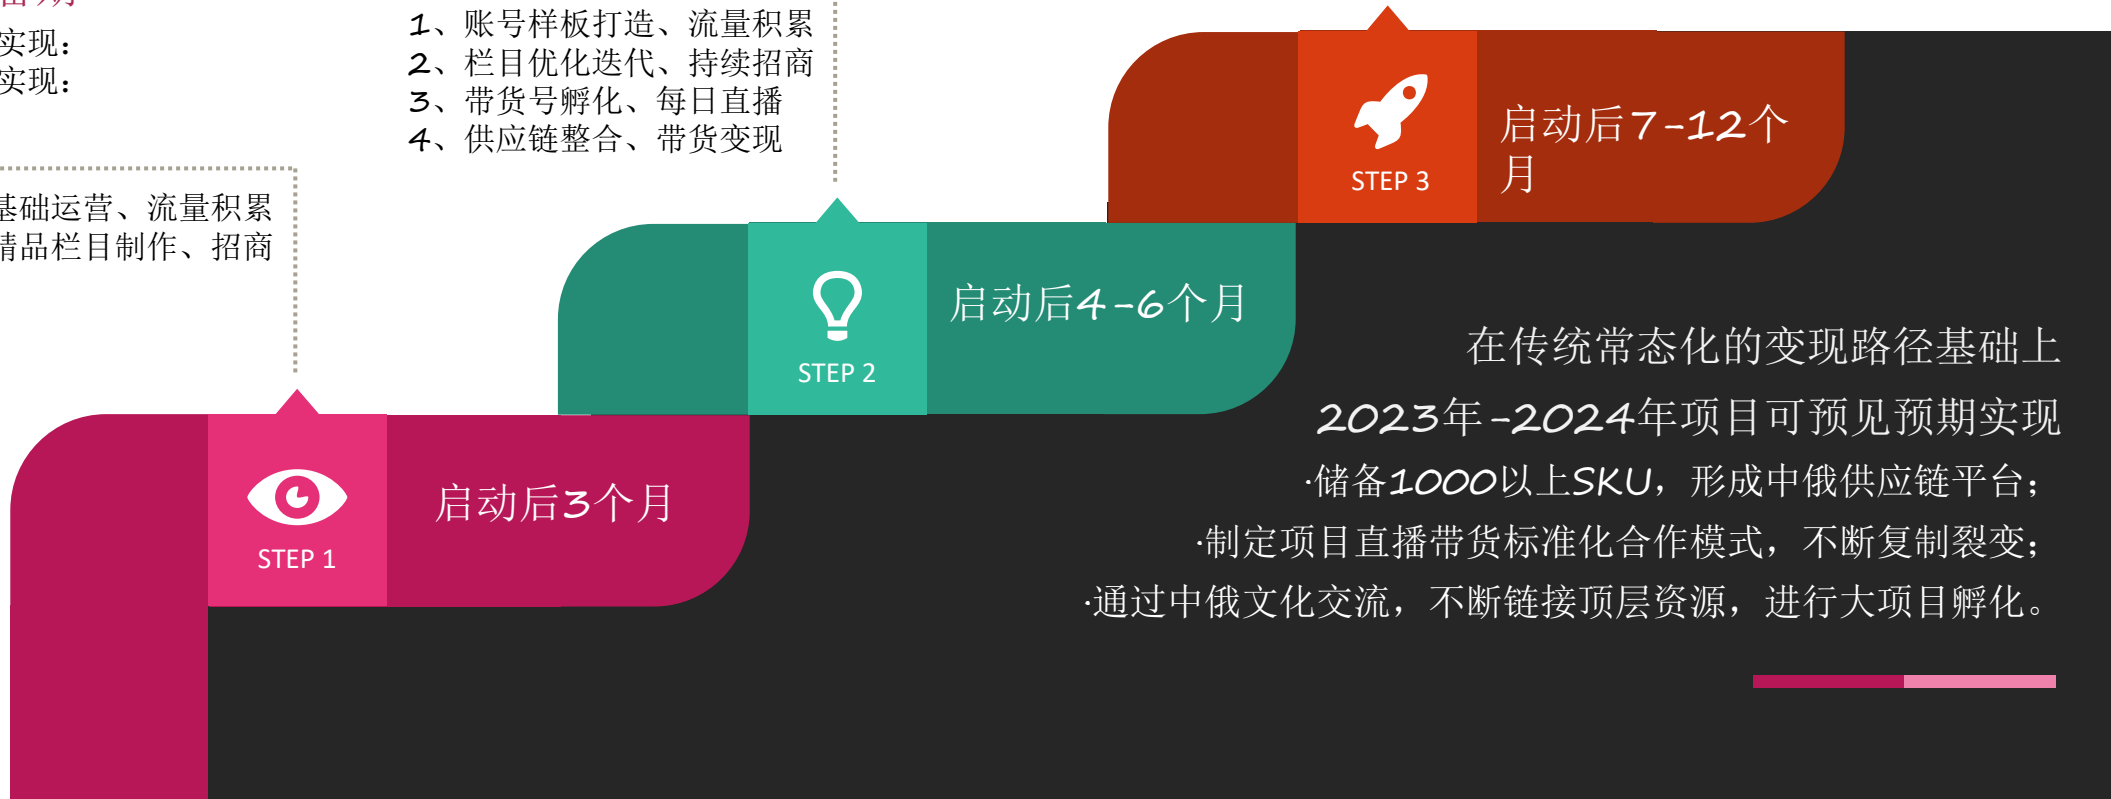 实现：
实现：
1、账号样板打造、流量积累
2、栏目优化迭代、持续招商
3、带货号孵化、每日直播
4、供应链整合、带货变现
基础运营、流量积累
精品栏目制作、招商
STEP 3
启动后7-12个
月
STEP 2
启动后4-6个月
STEP 1
启动后3个月
在传统常态化的变现路径基础上
2023年-2024年项目可预见预期实现
·储备1000以上SKU，形成中俄供应链平台；
·制定项目直播带货标准化合作模式，不断复制裂变；
·通过中俄文化交流，不断链接顶层资源，进行大项目孵化。